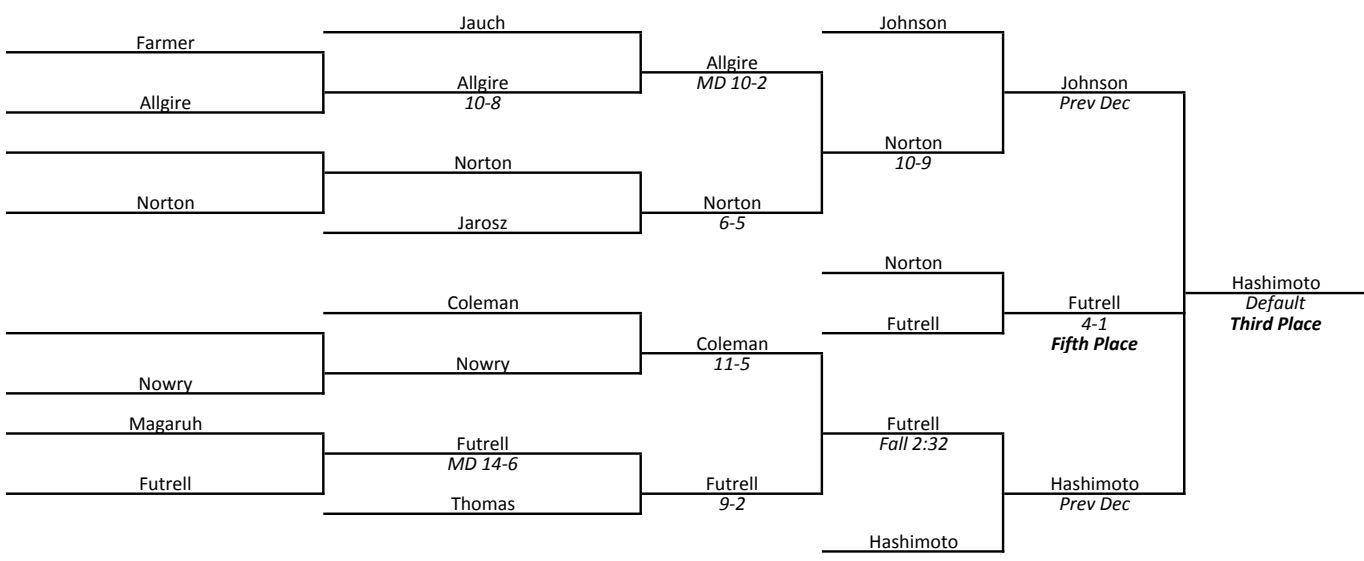 Jauch
Johnson
Farmer
Allgire
MD 10-2
Allgire
10-8
Johnson
Prev Dec
Allgire
Norton
10-9
Norton
Norton
Norton
6-5
Jarosz
Norton
Hashimoto
Default
Third Place
Coleman
Futrell
4-1
Fifth Place
Futrell
Coleman
11-5
Nowry
Nowry
Magaruh
Futrell
Fall 2:32
Futrell
MD 14-6
Futrell
Futrell
9-2
Hashimoto
Prev Dec
Thomas
Hashimoto